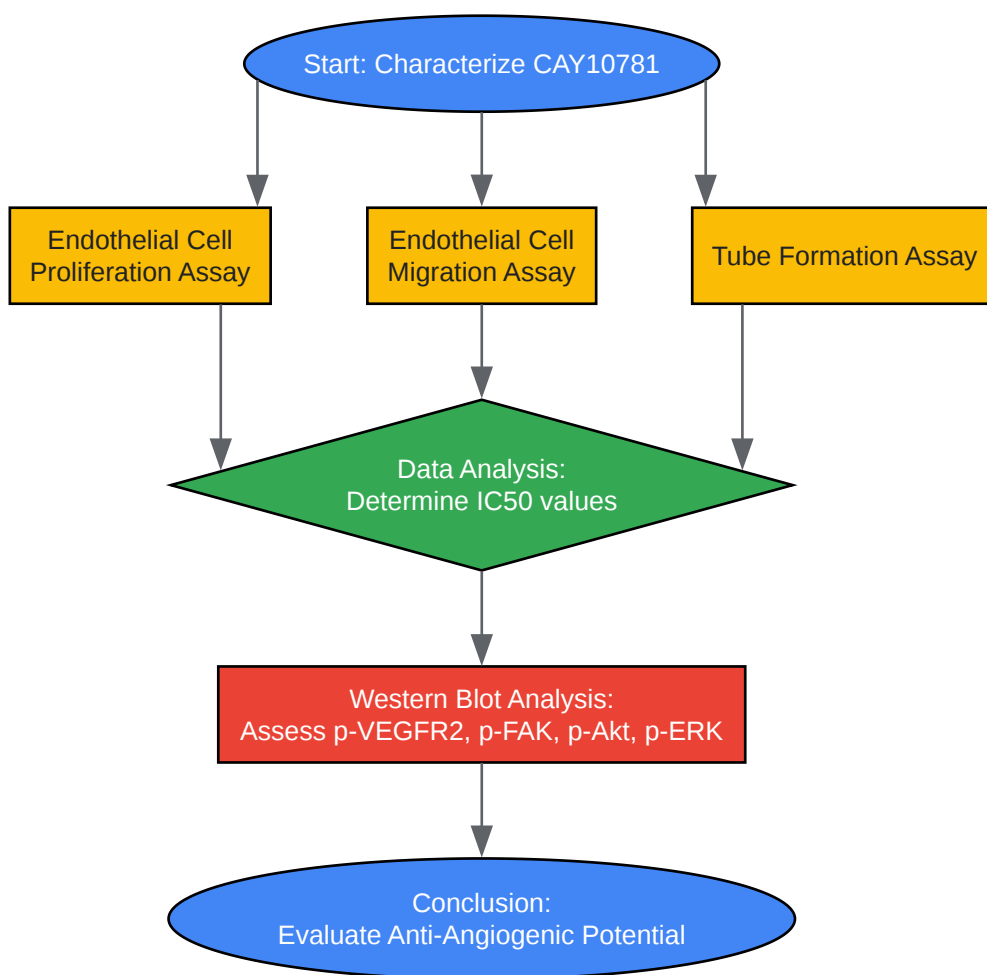 Start: Characterize CAY10781
Endothelial Cell
Proliferation Assay
Endothelial Cell
Migration Assay
Tube Formation Assay
Data Analysis:
Determine IC50 values
Western Blot Analysis:
Assess p-VEGFR2, p-FAK, p-Akt, p-ERK
Conclusion:
Evaluate Anti-Angiogenic Potential